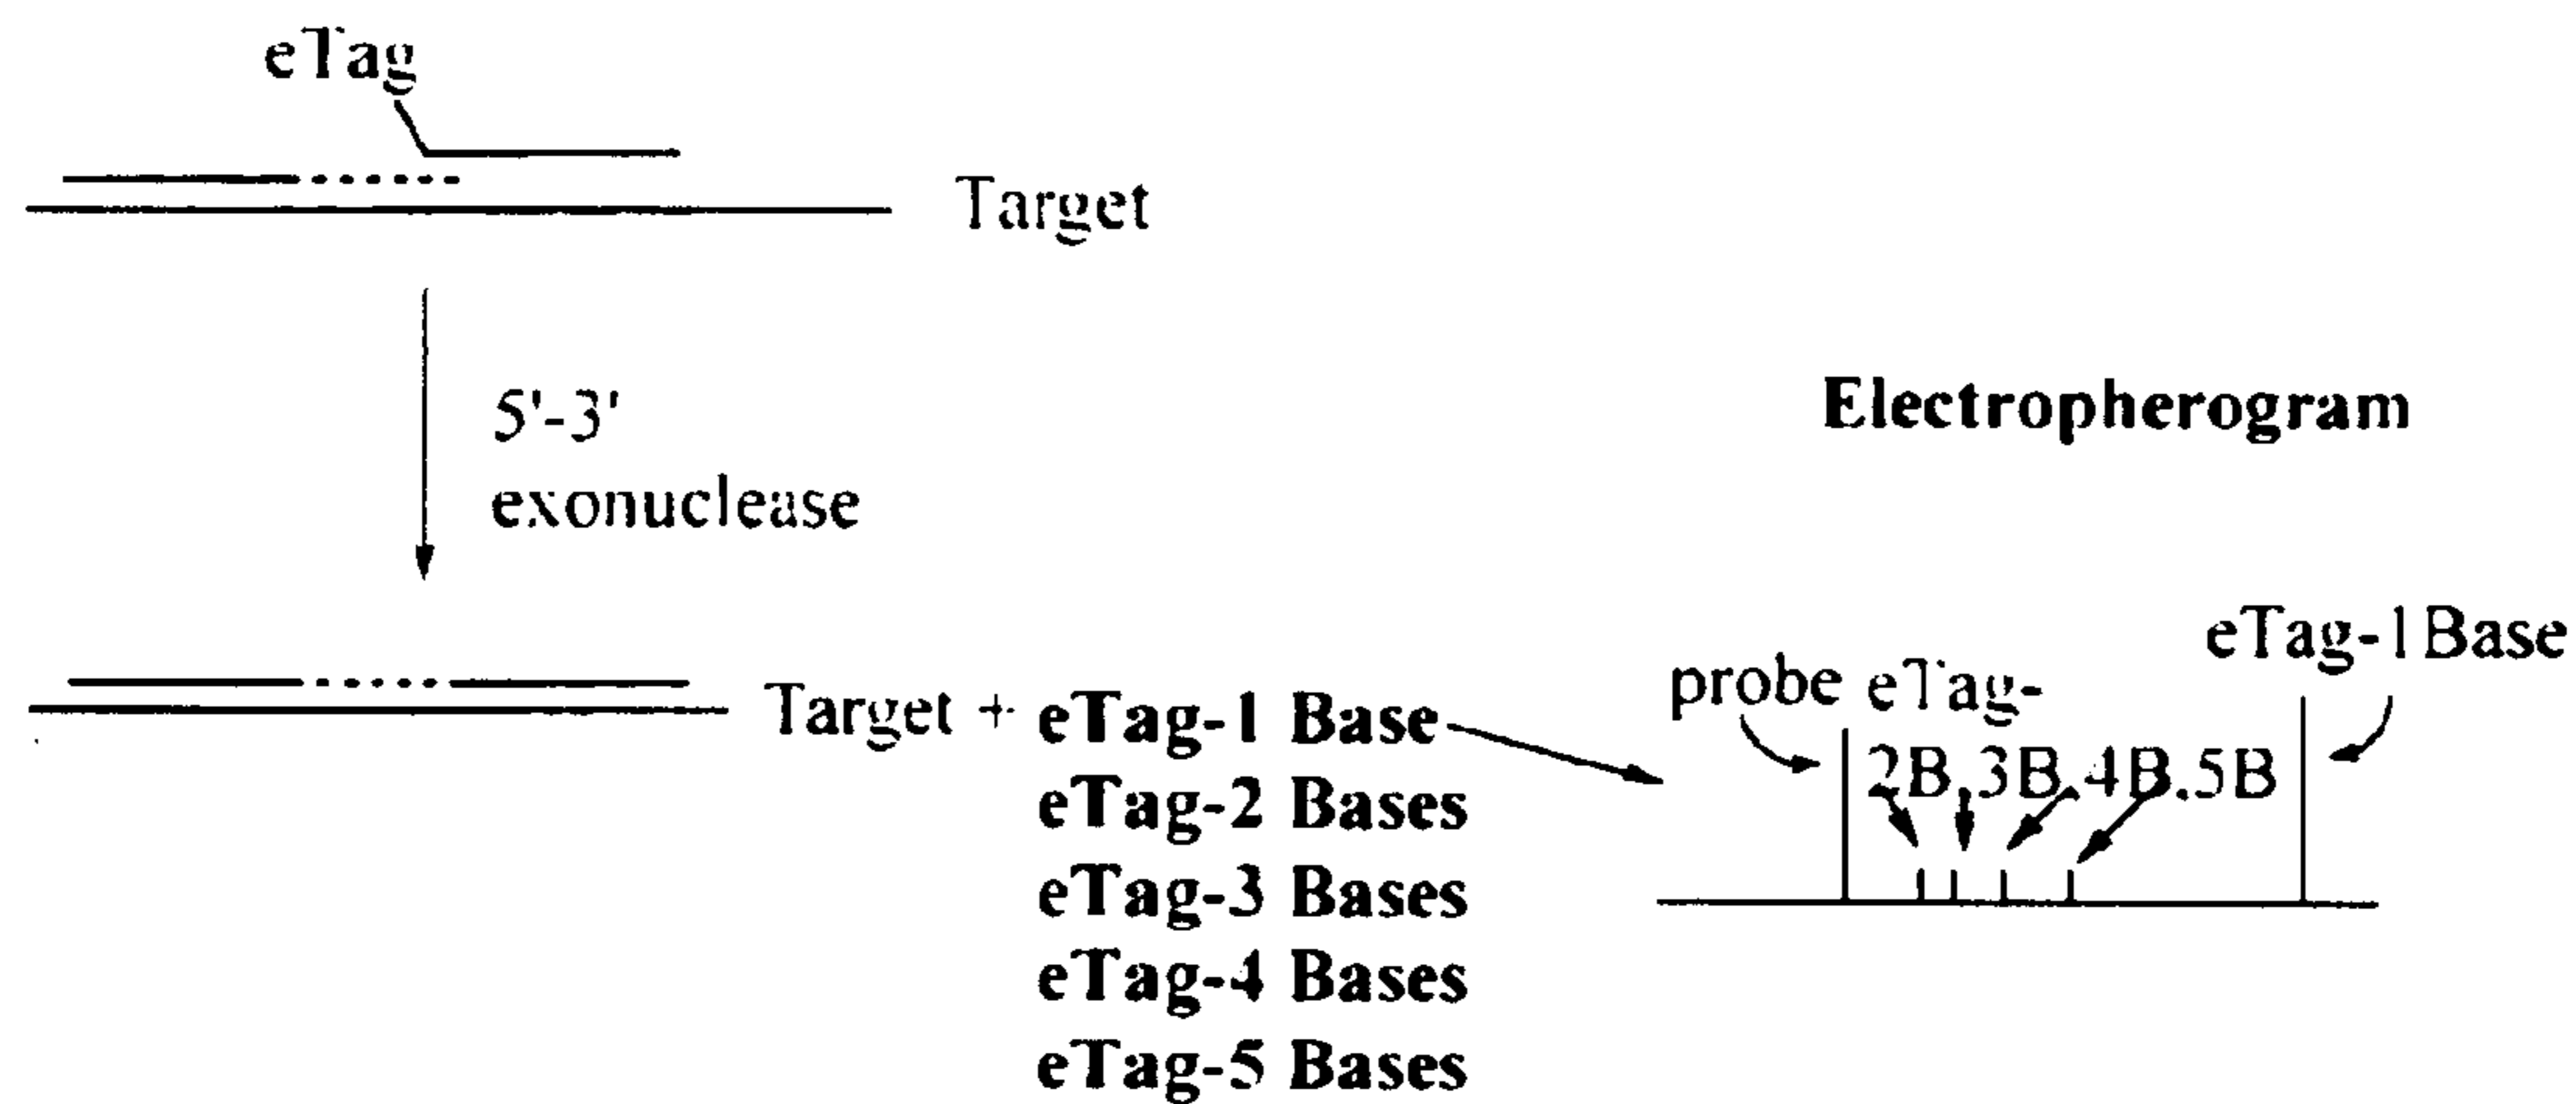 eTag
Target
5'-3'
exonuclease
Target + eTag-1 Base
eTag-2 Bases
eTag-3 Bases
eTag-4 Bases
eTag-5 Bases
Electropherogram
eTag-1Base
probe eTag-
2B,3B,4B,5B